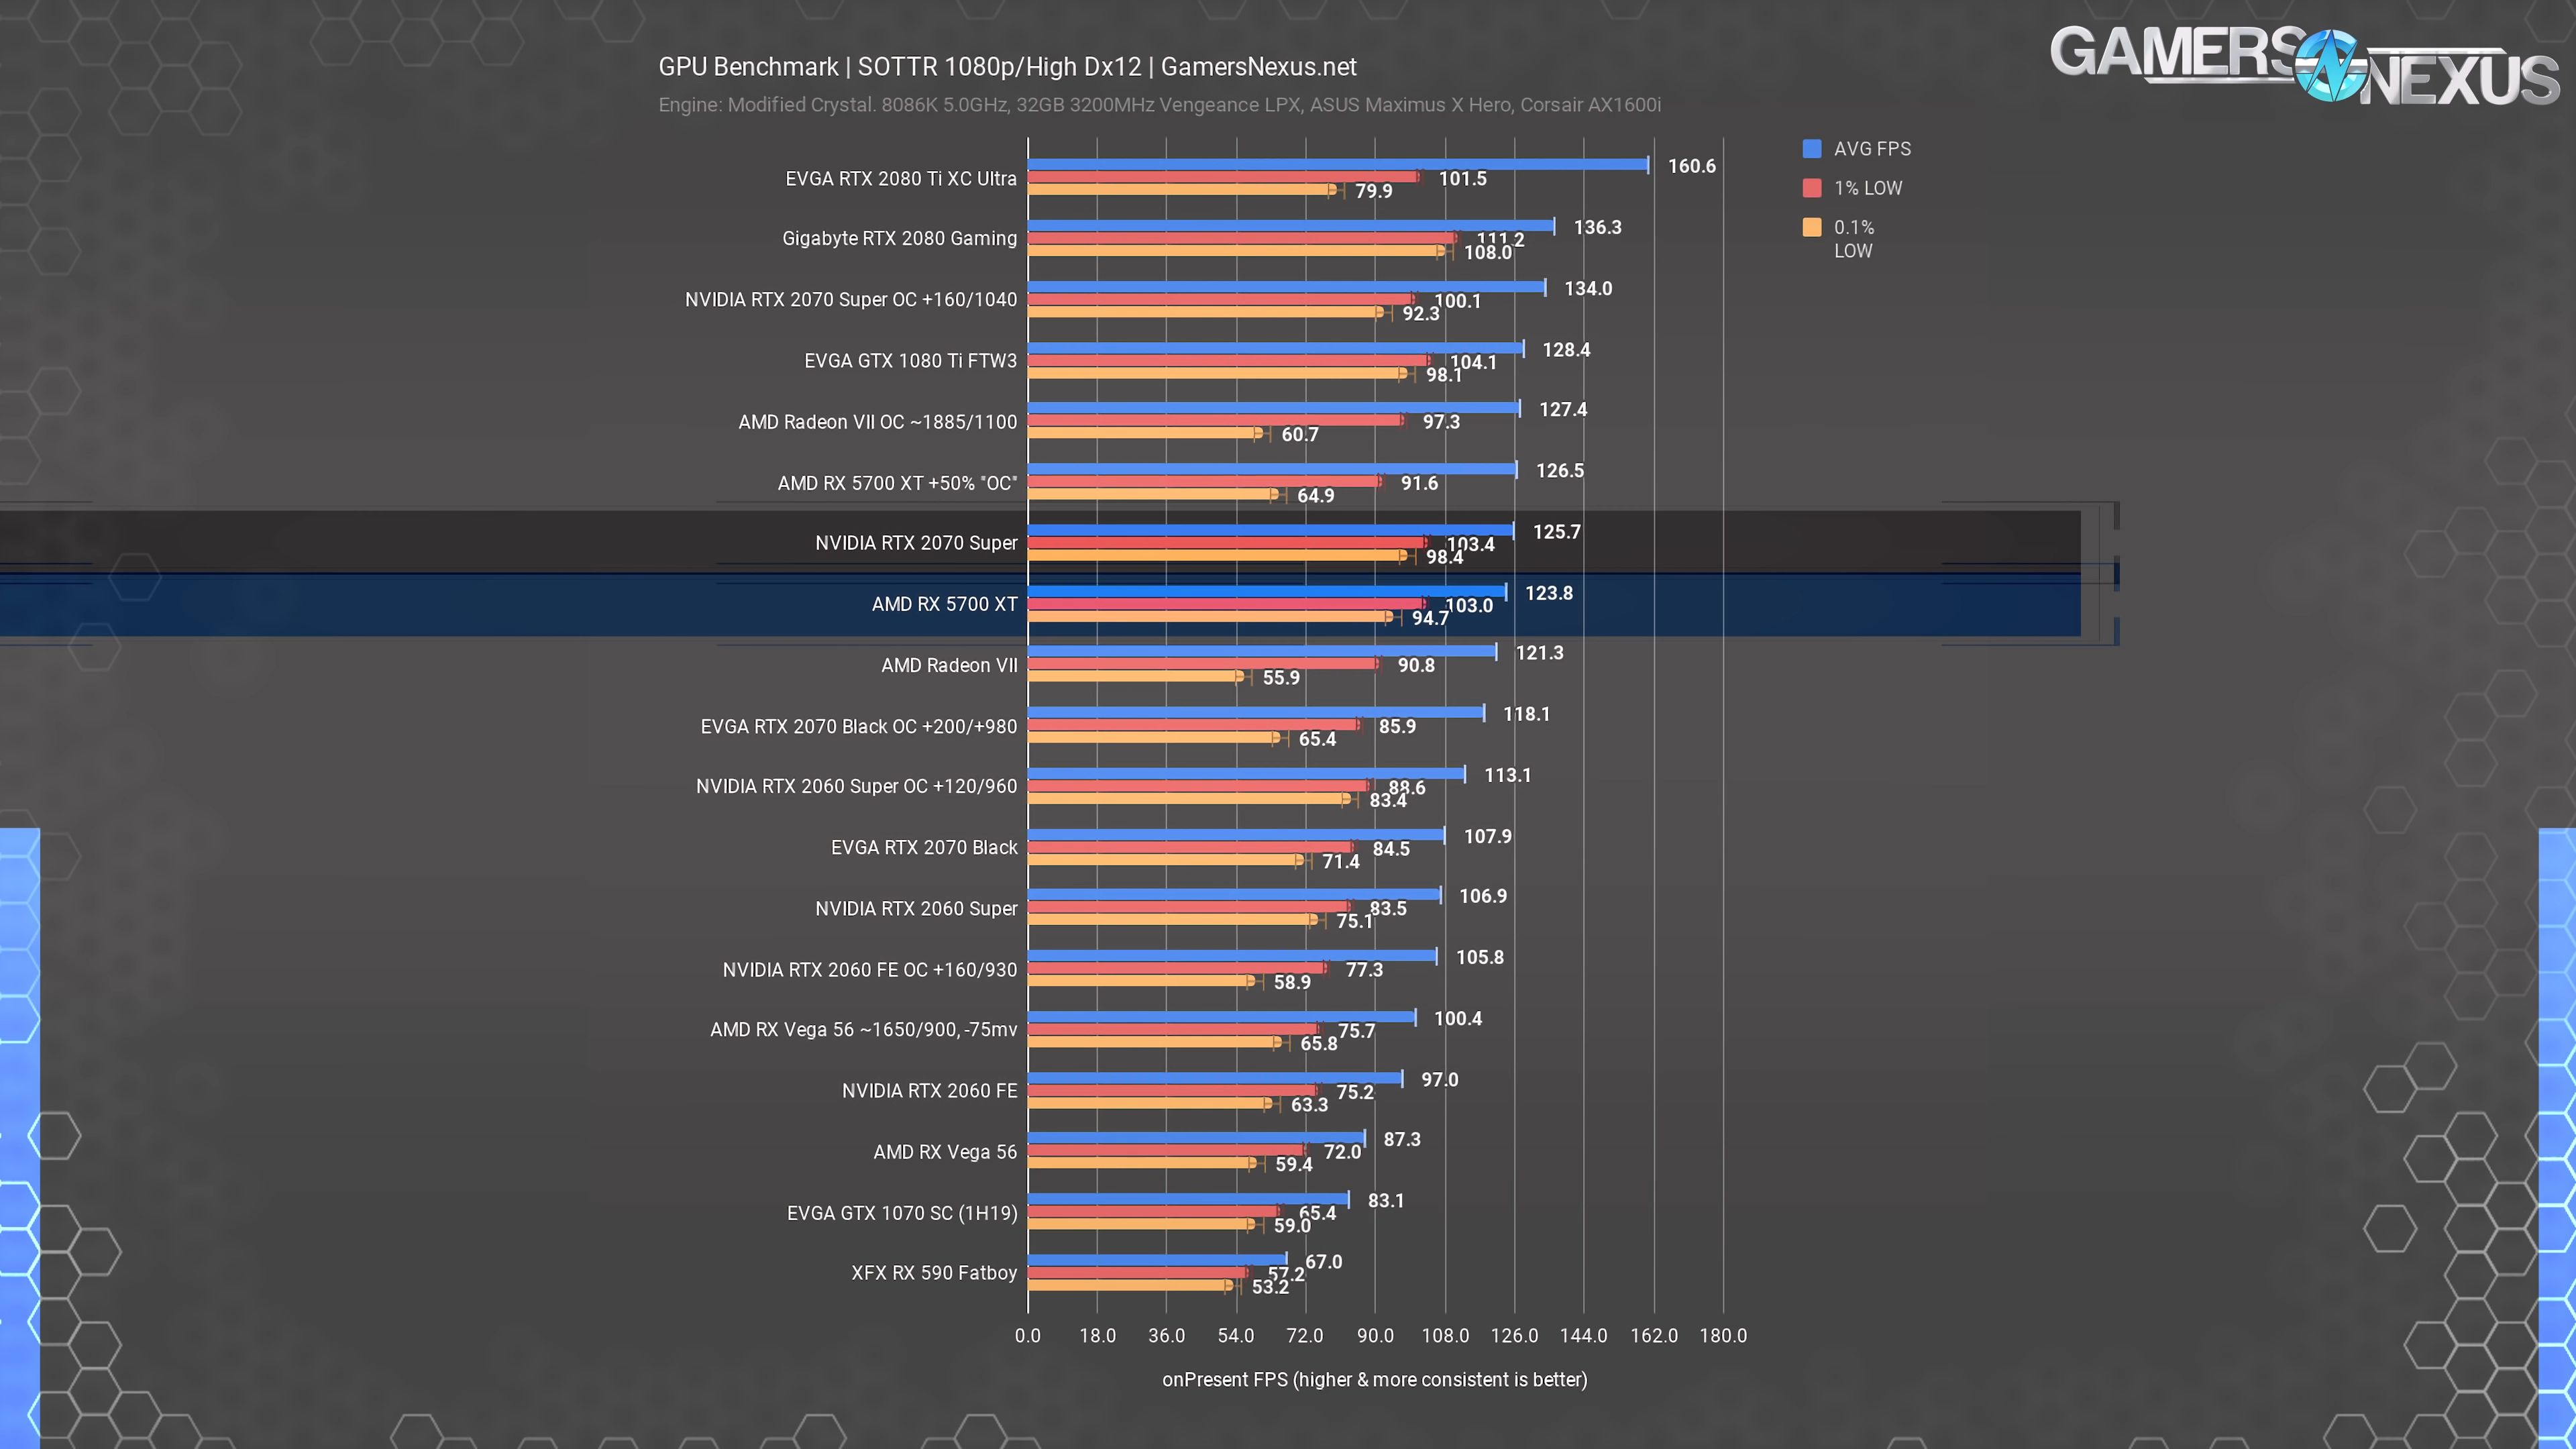 GAMERS NEXUS
GPU Benchmark | SOTTR 1080p/High Dx12 | GamersNexus.net
Engine: Modified Crystal. 8086K 5.0GHz, 32GB 3200MHz Vengeance LPX, ASUS Maximus X Hero, Corsair AX1600i
AVG FPS
1% LOW
0.1%
LOW
EVGA RTX 2080 Ti XC Ultra
160.6
101.5
79.9
Gigabyte RTX 2080 Gaming
136.3
111.2
108.0
NVIDIA RTX 2070 Super OC +160/1040
134.0
100.1
92.3
EVGA GTX 1080 Ti FTW3
128.4
104.1
98.1
AMD Radeon VII OC ~1885/1100
127.4
97.3
60.7
AMD RX 5700 XT +50% "OC"
126.5
91.6
64.9
NVIDIA RTX 2070 Super
125.7
103.4
98.4
AMD RX 5700 XT
123.8
103.0
94.7
AMD Radeon VII
121.3
90.8
55.9
EVGA RTX 2070 Black OC +200/+980
118.1
85.9
65.4
NVIDIA RTX 2060 Super OC +120/960
113.1
88.6
83.4
EVGA RTX 2070 Black
107.9
84.5
71.4
NVIDIA RTX 2060 Super
106.9
83.5
75.1
NVIDIA RTX 2060 FE OC +160/930
105.8
77.3
58.9
AMD RX Vega 56 ~1650/900, -75mv
100.4
75.7
65.8
NVIDIA RTX 2060 FE
97.0
75.2
63.3
AMD RX Vega 56
87.3
72.0
59.4
EVGA GTX 1070 SC (1H19)
83.1
65.4
59.0
XFX RX 590 Fatboy
67.0
57.2
53.2
0.0 18.0 36.0 54.0 72.0 90.0 108.0 126.0 144.0 162.0 180.0
onPresent FPS (higher & more consistent is better)